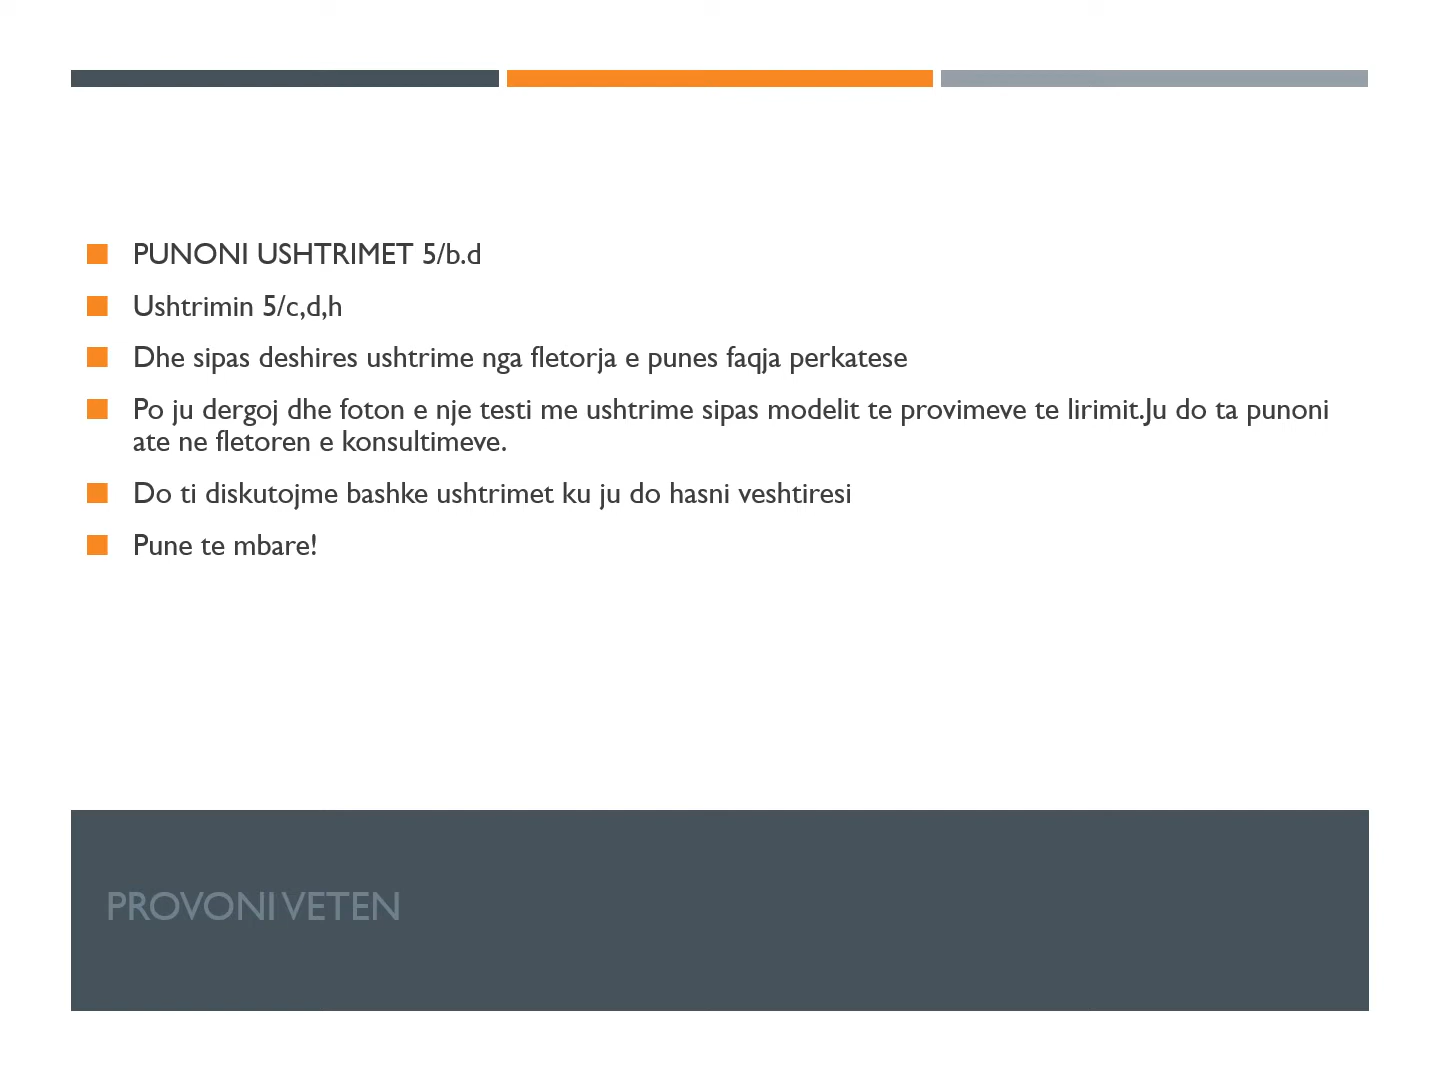 PUNONI USHTRIMET 5/b.d
Ushtrimin 5/c,d,h
Dhe sipas deshires ushtrime nga fletorja e punes faqja perkatese
Po ju dergoj dhe foton e nje testi me ushtrime sipas modelit te provimeve te lirimit.Ju do ta punoni
ate ne fletoren e konsultimeve.
Do ti diskutojme bashke ushtrimet ku ju do hasni veshtiresi
Pune te mbare!
PROVONI VETEN